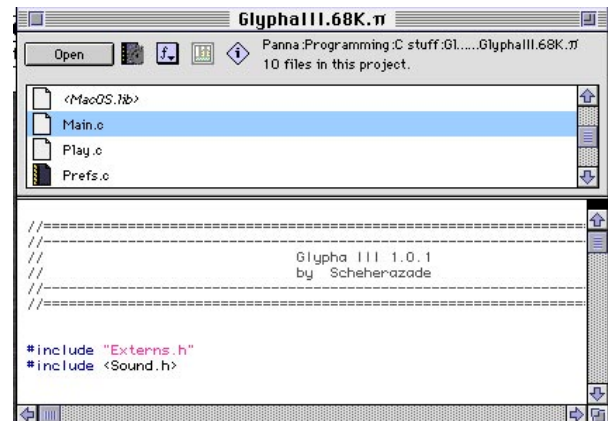 GlyphaIII.68K.π
Open
Panna:Programming:C stuff:Gl.....GlyphaIII.68K.π
10 files in this project.
<MacOS.lib>
Main.c
Play.c
Prefs.c
//================================================================
//----------------------------------------------------------------
// Glypha III 1.0.1
// by Scheherazade
//----------------------------------------------------------------
//================================================================
#include "Externs.h"
#include <Sound.h>